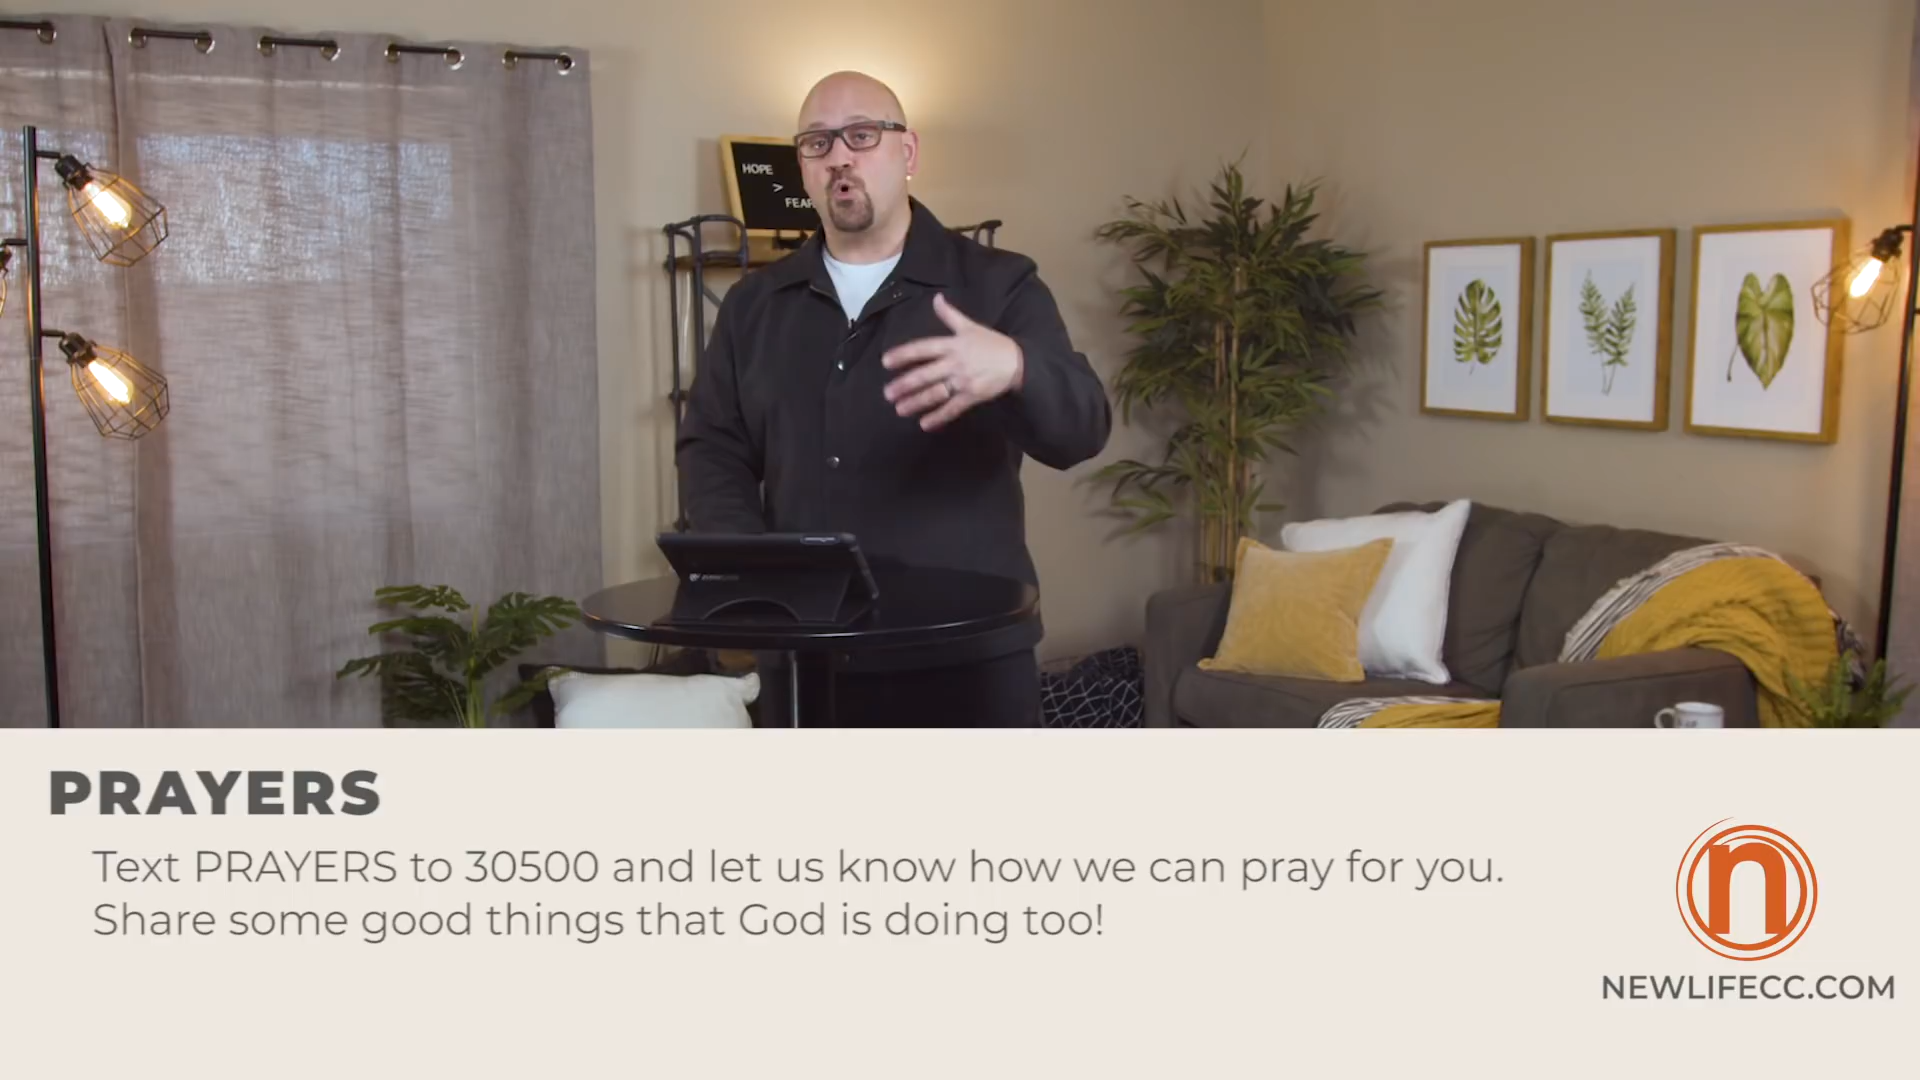 HOPE
>
FEAR
PRAYERS
Text PRAYERS to 30500 and let us know how we can pray for you.
Share some good things that God is doing too!
n
NEWLIFECC.COM